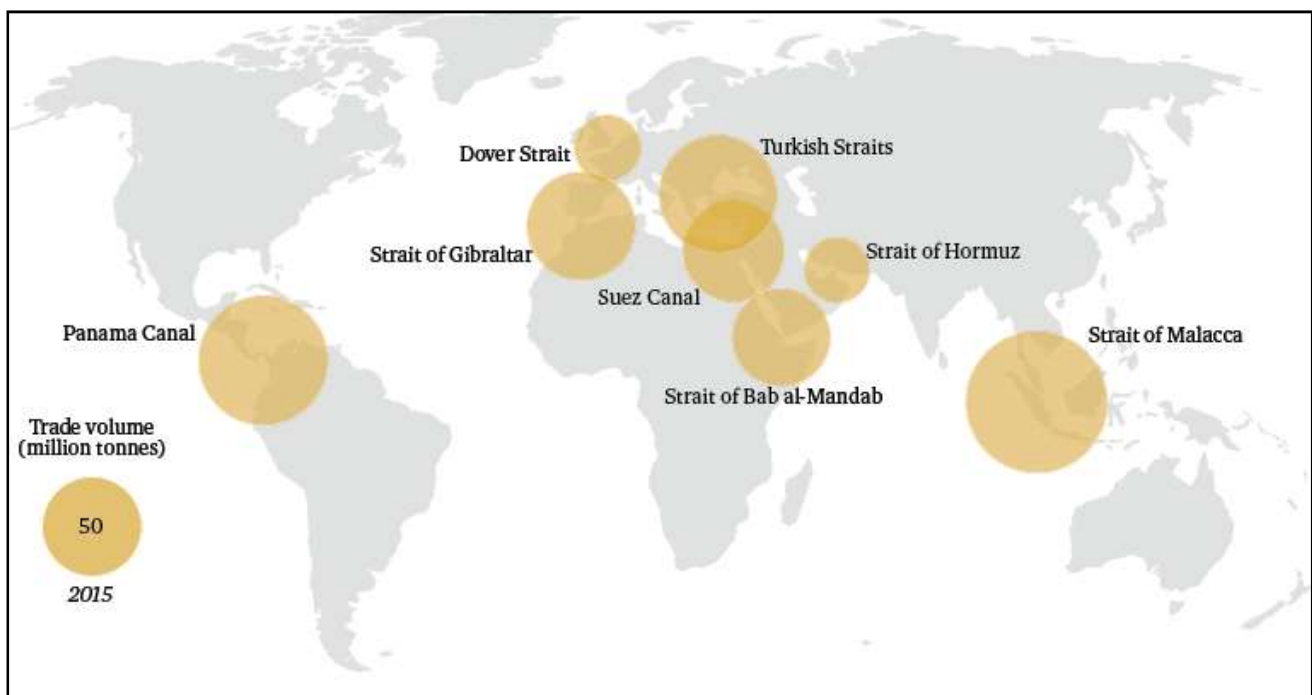 Dover Strait
Turkish Straits
Strait of Gibraltar
Strait of Hormuz
Suez Canal
Panama Canal
Strait of Malacca
Strait of Bab al-Mandab
Trade volume
(million tonnes)
50
2015